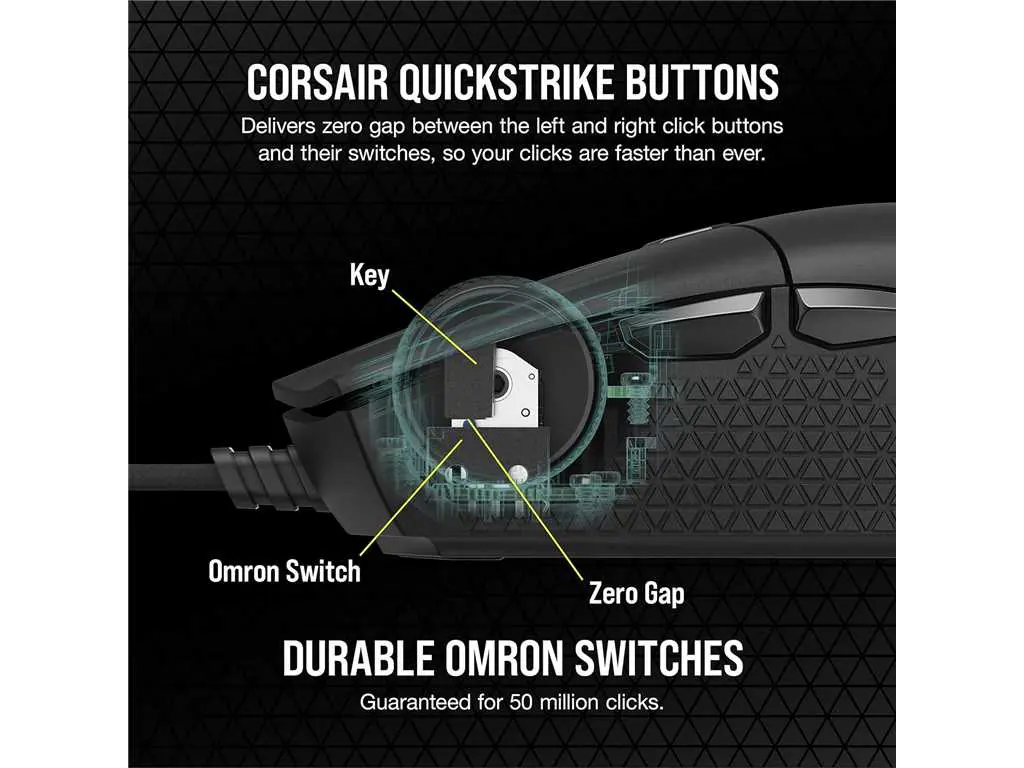 CORSAIR QUICKSTRIKE BUTTONS
Delivers zero gap between the left and right click buttons
and their switches, so your clicks are faster than ever.
Key
Omron Switch
Zero Gap
DURABLE OMRON SWITCHES
Guaranteed for 50 million clicks.